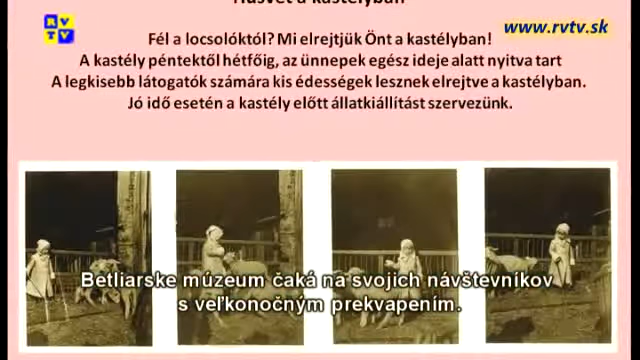 Húsvét a kastélyban
RVTV
www.rvtv.sk
Fél a locsolóktól? Mi elrejtjük Önt a kastélyban!
A kastély péntektől hétfőig, az ünnepek egész ideje alatt nyitva tart
A legkisebb látogatók számára kis édességek lesznek elrejtve a kastélyban.
Jó idő esetén a kastély előtt állatkiállítást szervezünk.
Betliarske múzeum čaká na svojich návštevníkov
s veľkonočným prekvapením.